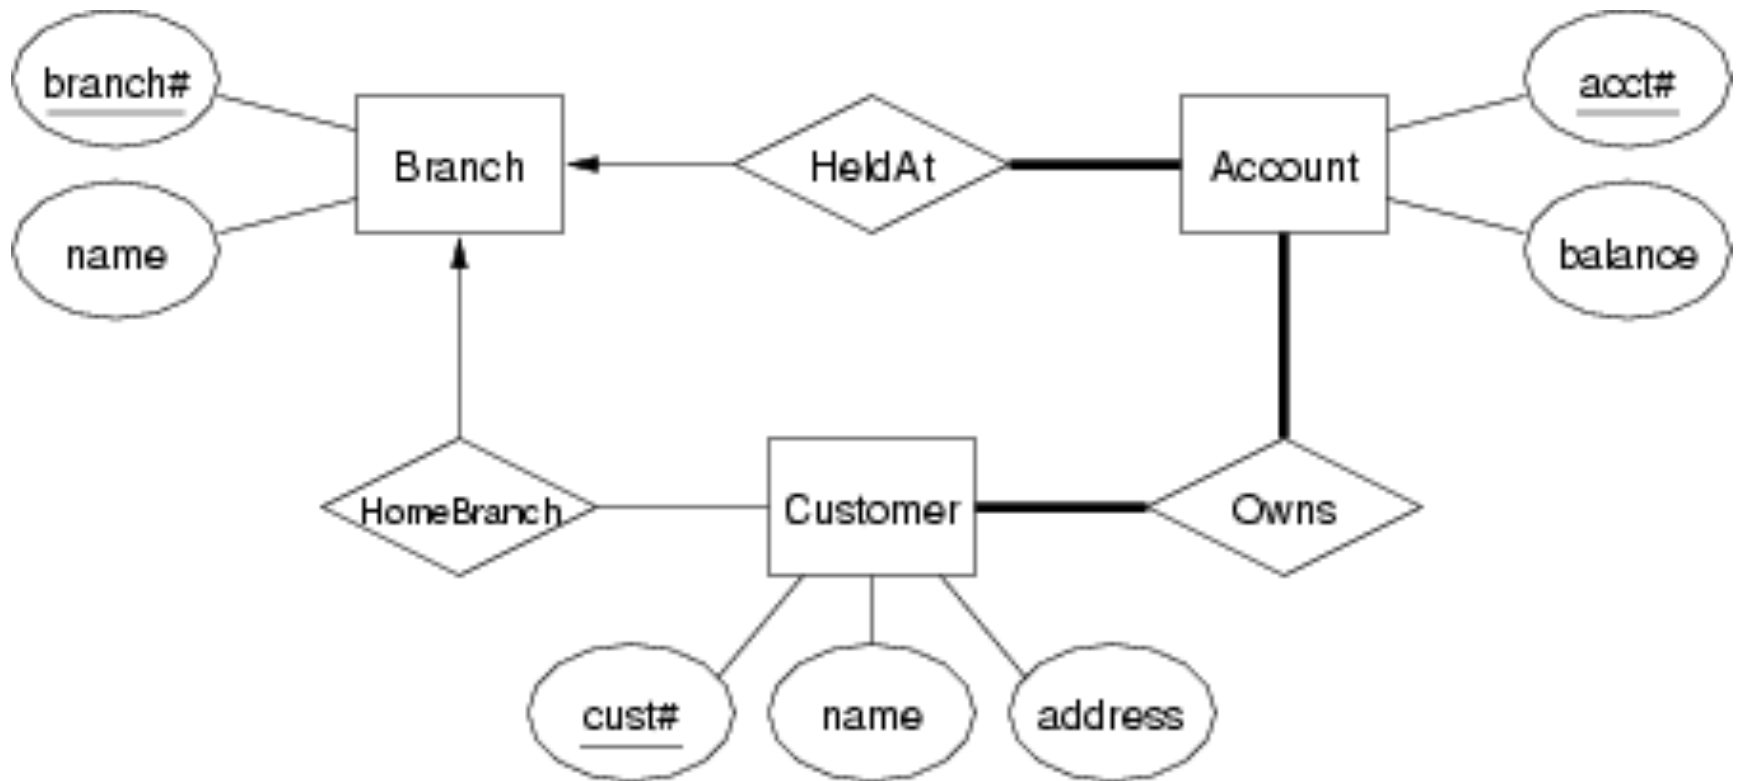 branch#
acct#
Branch
HeldAt
Account
name
balance
HomeBranch
Customer
Owns
cust#
name
address